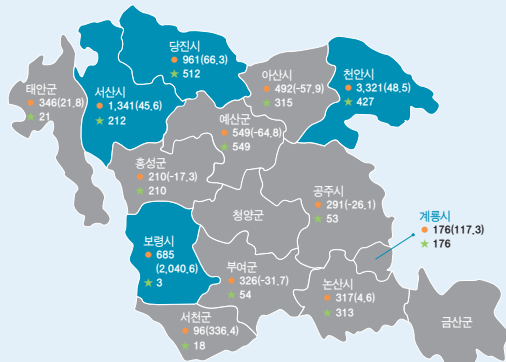 당진시
● 961(66.3)
★ 512
아산시
● 492(-57.9)
★ 315
천안시
● 3,321(48.5)
★ 427
태안군
● 346(21.8)
★ 21
서산시
● 1,341(45.6)
★ 212
예산군
● 549(-64.8)
★ 549
홍성군
● 210(-17.3)
★ 210
공주시
● 291(-26.1)
★ 53
청양군
계룡시
● 176(117.3)
★ 176
보령시
● 685
(2,040.6)
★ 3
부여군
● 326(-31.7)
★ 54
논산시
● 317(4.6)
★ 313
금산군
서천군
● 96(336.4)
★ 18